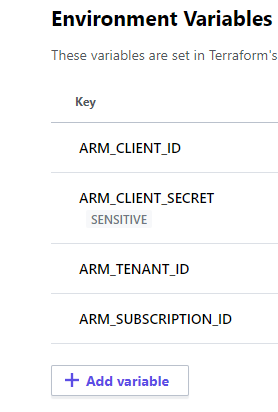 Environment Variables
These variables are set in Terraform's
Key
ARM_CLIENT_ID
ARM_CLIENT_SECRET
SENSITIVE
ARM_TENANT_ID
ARM_SUBSCRIPTION_ID
+ Add variable